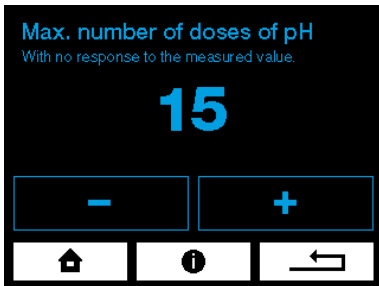 Max. number of doses of pH
With no response to the measured value.
15
− +